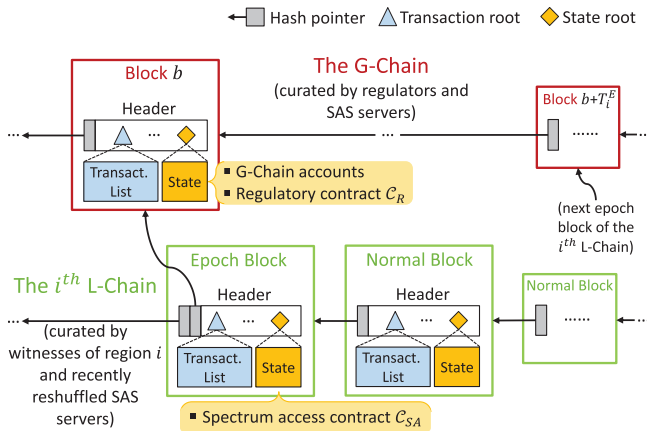 Hash pointer
Transaction root
State root
Block b
The G-Chain
(curated by regulators and
SAS servers)
Header
...
Transact.
List
State
▪ G-Chain accounts
▪ Regulatory contract 𝒞_R
...
...
Block b+T_i^E
......
...
(next epoch
block of the
i^th L-Chain)
The i^th L-Chain
...
(curated by
witnesses of region i
and recently
reshuffled SAS
servers)
Epoch Block
Header
...
Transact.
List
State
▪ Spectrum access contract 𝒞_SA
Normal Block
Header
...
Transact.
List
State
Normal Block
......
...